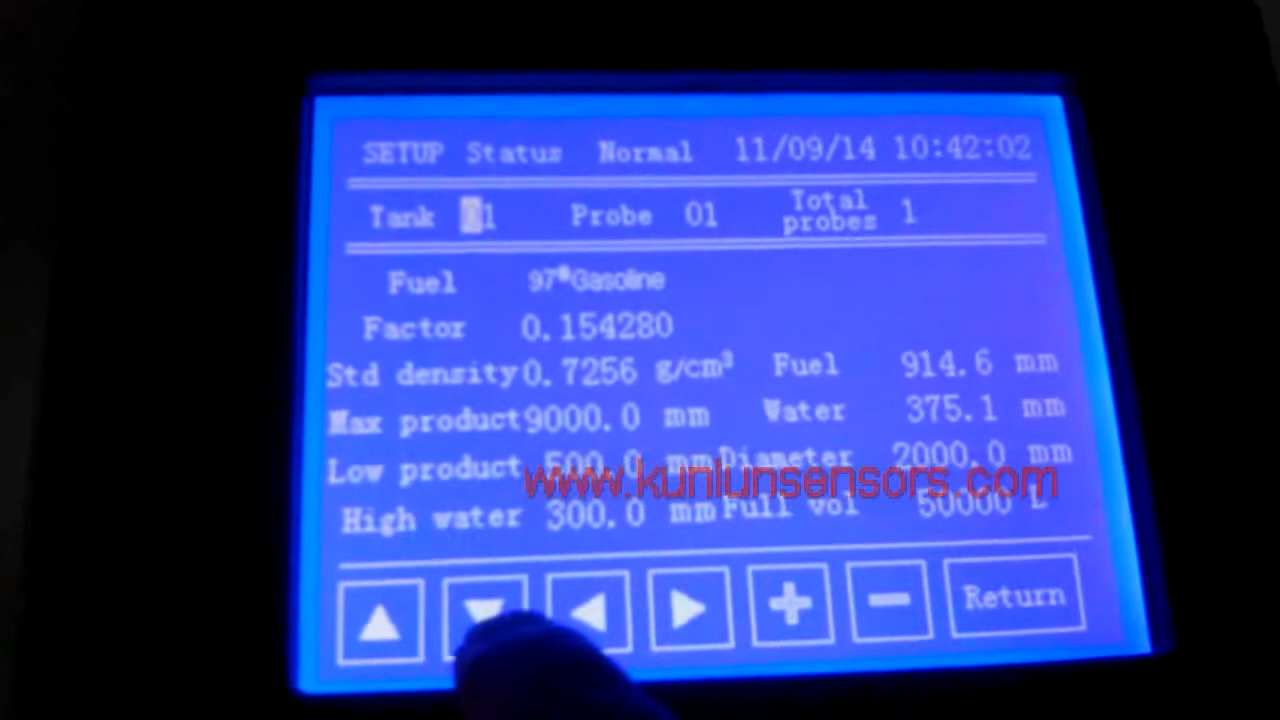 SETUP Status Normal 11/09/14 10:42:02
Tank 01 Probe 01 Total probes 1
Fuel 97#Gasoline
Factor 0.154280
Std density 0.7256 g/cm³ Fuel 914.6 mm
Max product 9000.0 mm Water 375.1 mm
Low product 500.0 mm Diameter 2000.0 mm
www.kunlunsensors.com
High water 300.0 mm Full vol 50000 L
Return